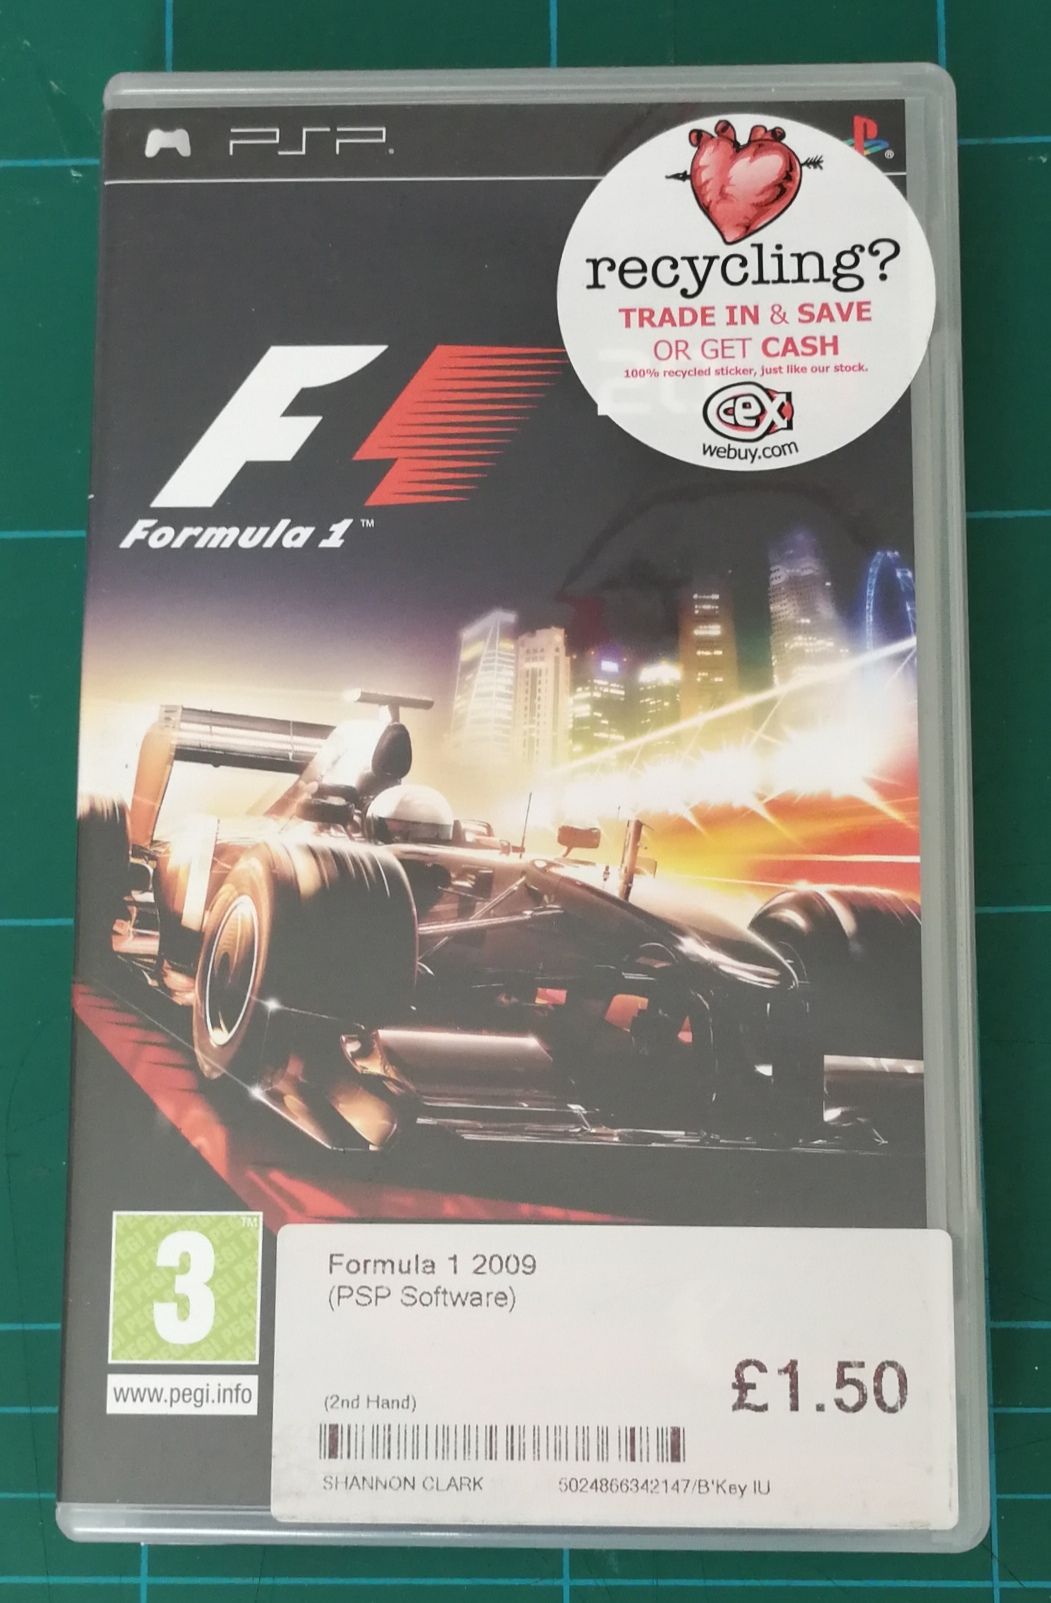 PSP.
recycling?
TRADE IN & SAVE
OR GET CASH
100% recycled sticker, just like our stock.
cex
webuy.com
F1
Formula 1™
3
www.pegi.info
Formula 1 2009
(PSP Software)
£1.50
(2nd Hand)
SHANNON CLARK 5024866342147/B'Key IU